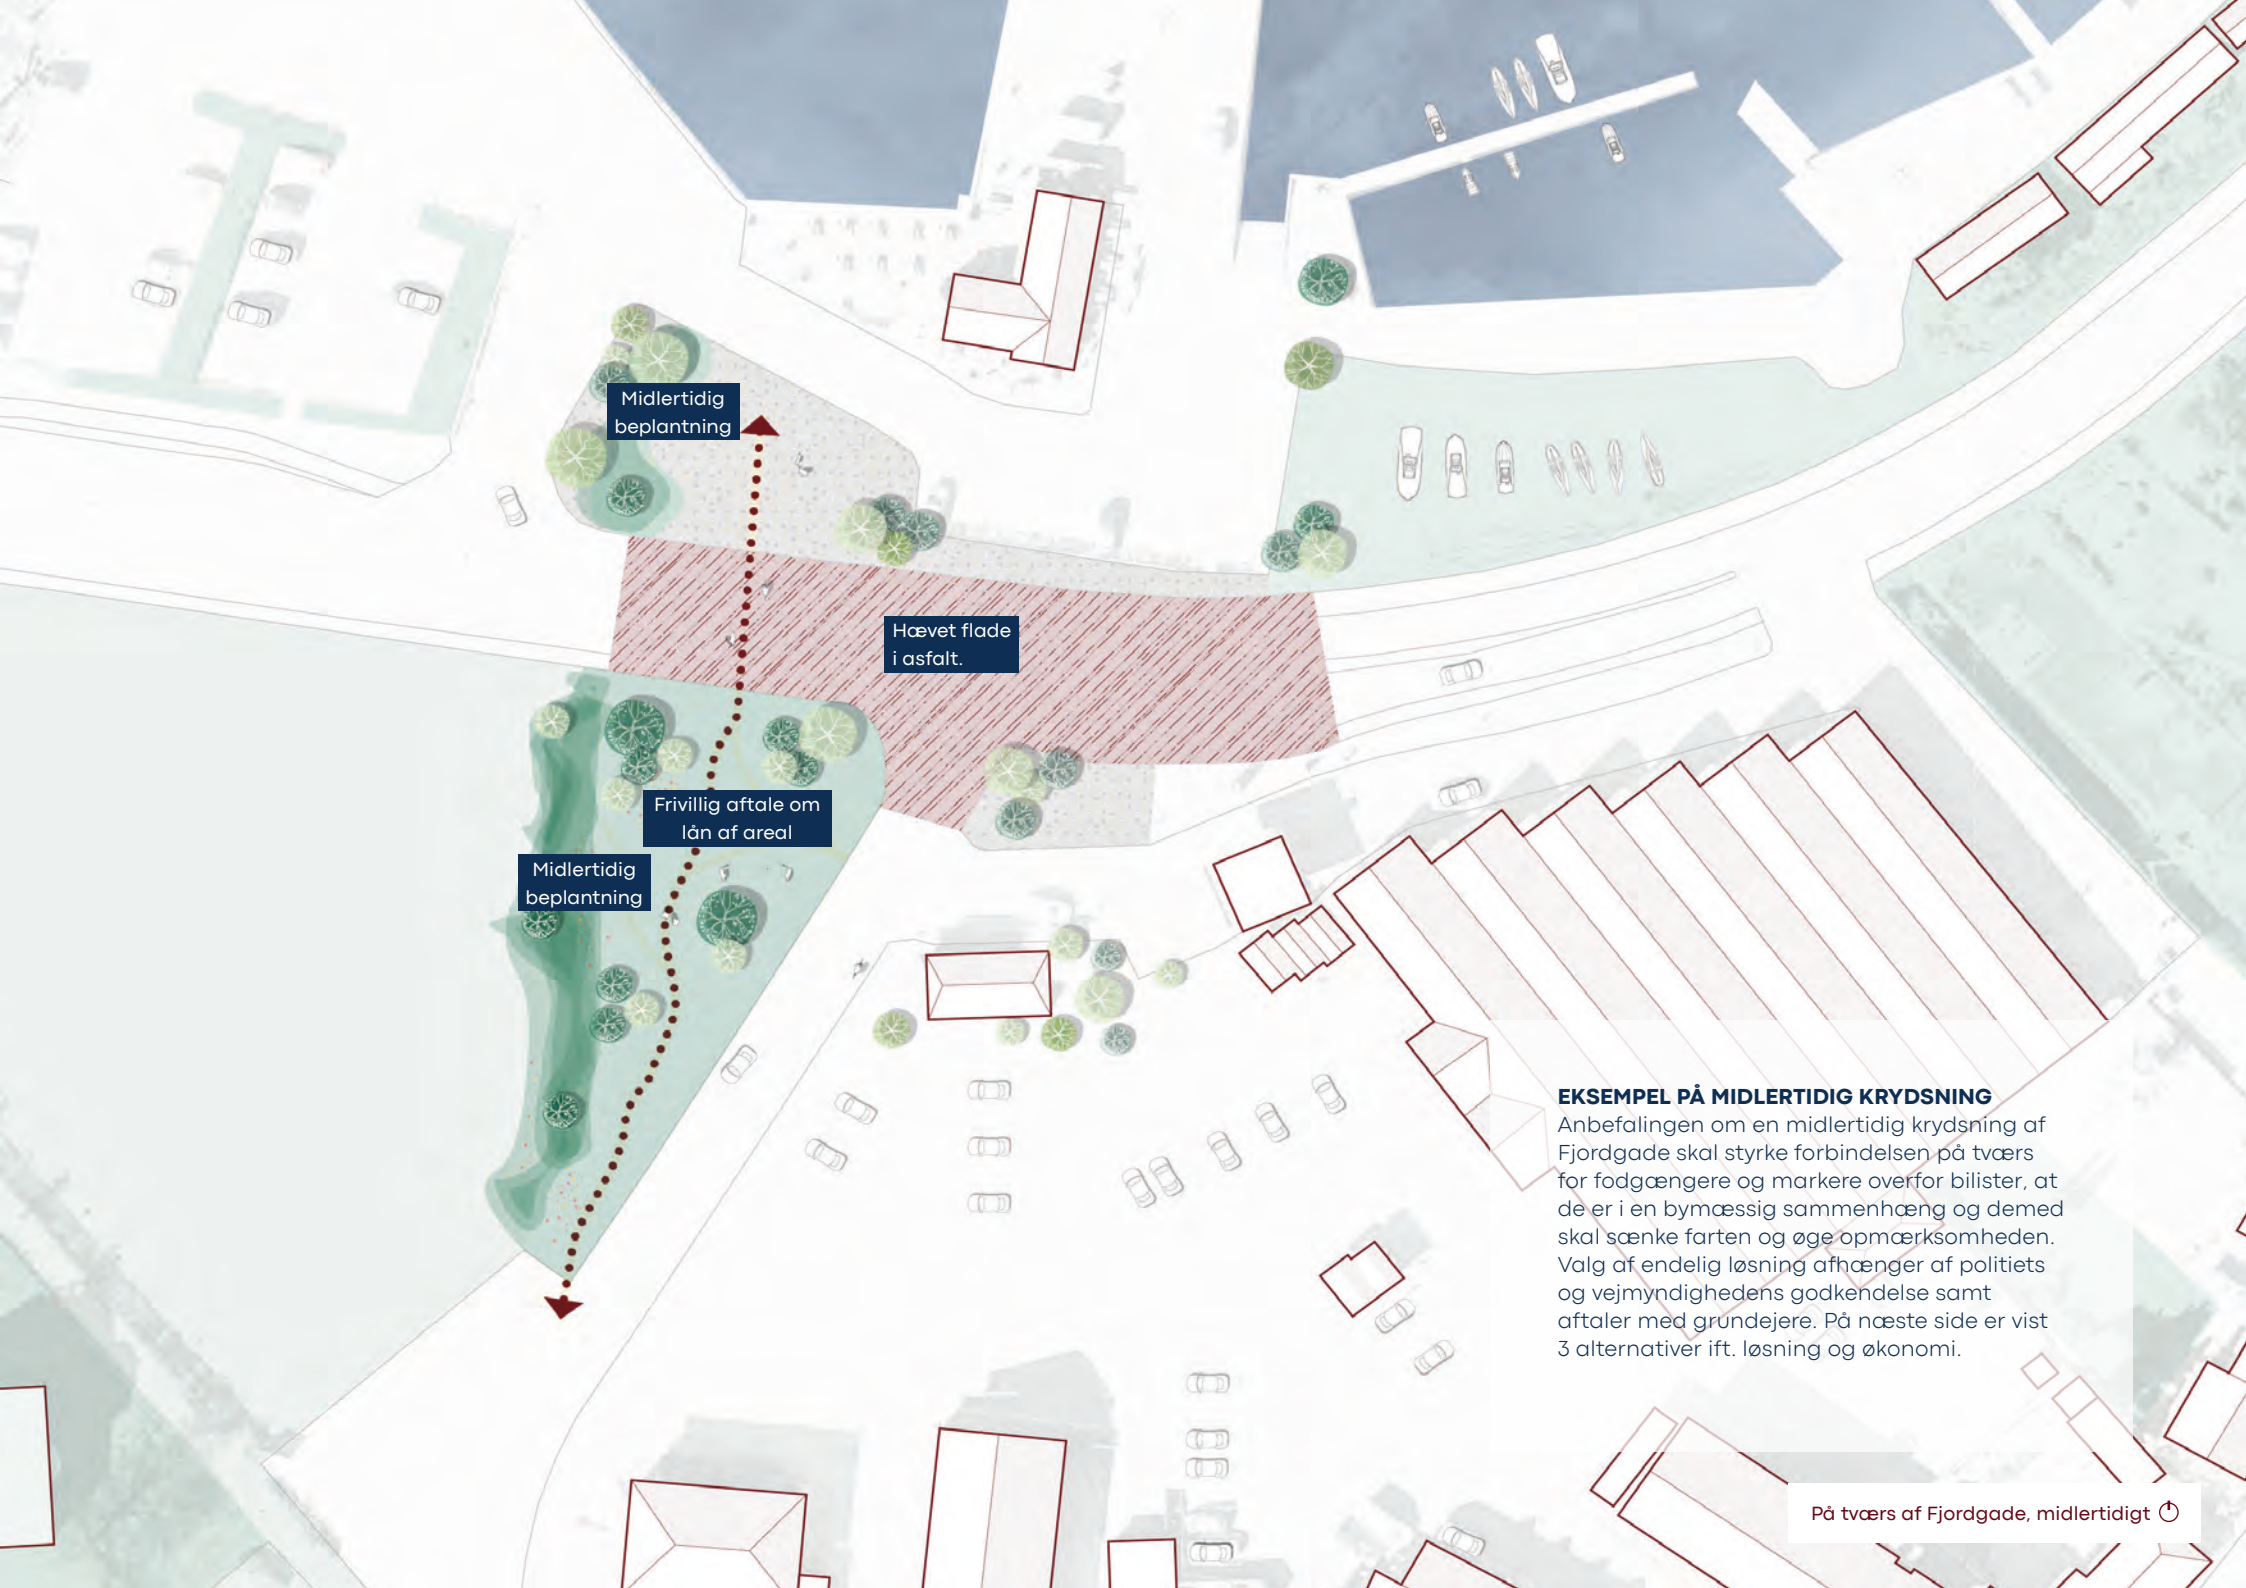 Midlertidig
beplantning
Hævet flade
i asfalt.
Frivillig aftale om
lån af areal
Midlertidig
beplantning
EKSEMPEL PÅ MIDLERTIDIG KRYDSNING
Anbefalingen om en midlertidig krydsning af
Fjordgade skal styrke forbindelsen på tværs
for fodgængere og markere overfor bilister, at
de er i en bymæssig sammenhæng og demed
skal sænke farten og øge opmærksomheden.
Valg af endelig løsning afhænger af politiets
og vejmyndighedens godkendelse samt
aftaler med grundejere. På næste side er vist
3 alternativer ift. løsning og økonomi.
På tværs af Fjordgade, midlertidigt